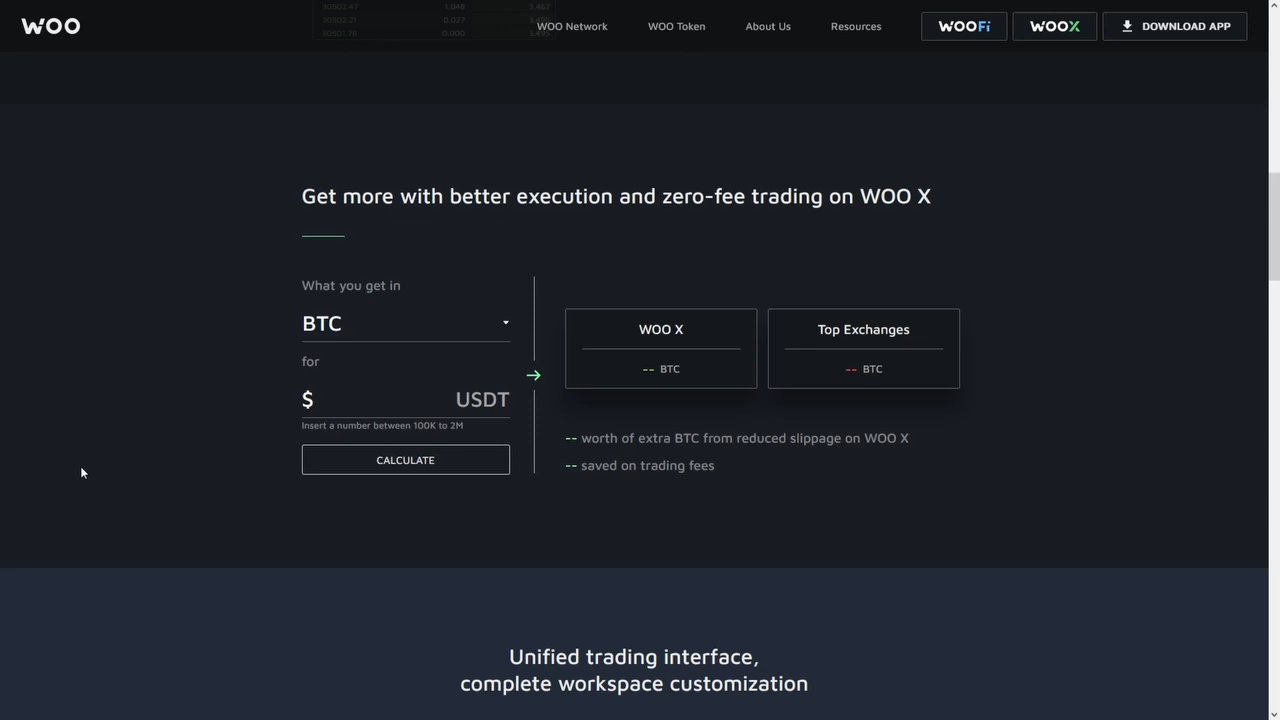 WOO
WOO Network
WOO Token
About Us
Resources
WOOFi
WOOX
DOWNLOAD APP
Get more with better execution and zero-fee trading on WOO X
What you get in
BTC
for
$ USDT
Insert a number between 100K to 2M
CALCULATE
WOO X
-- BTC
Top Exchanges
-- BTC
-- worth of extra BTC from reduced slippage on WOO X
-- saved on trading fees
Unified trading interface,
complete workspace customization